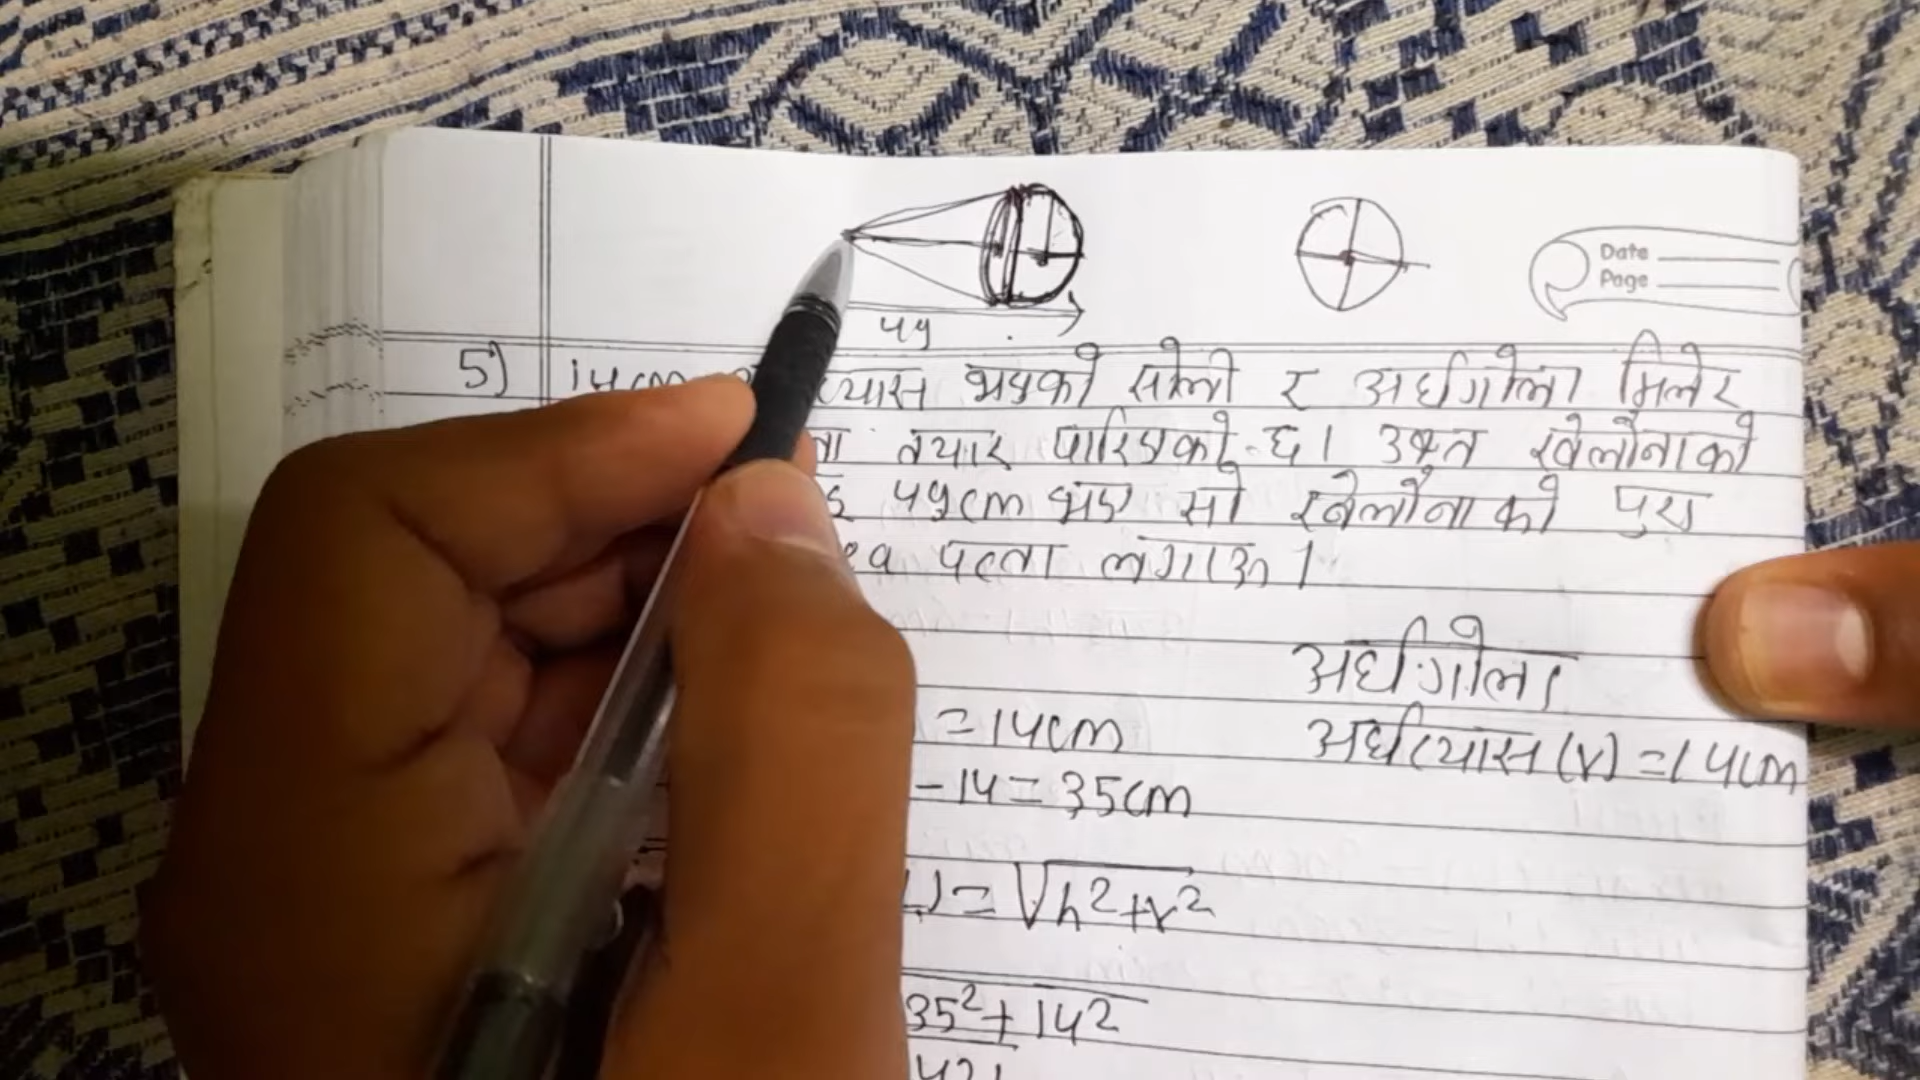 Date
Page
49
5) 14cm व्यास भएको सोली र अर्धगोला मिलेर
तयार पारिएको छ। उक्त खेलौनाको
49cm भए सो खेलौनाको पुरा
पत्ता लगाऊ।
अर्धगोला
=14cm अर्धव्यास (r) =14cm
-14=35cm
=√h²+r²
35²+14²